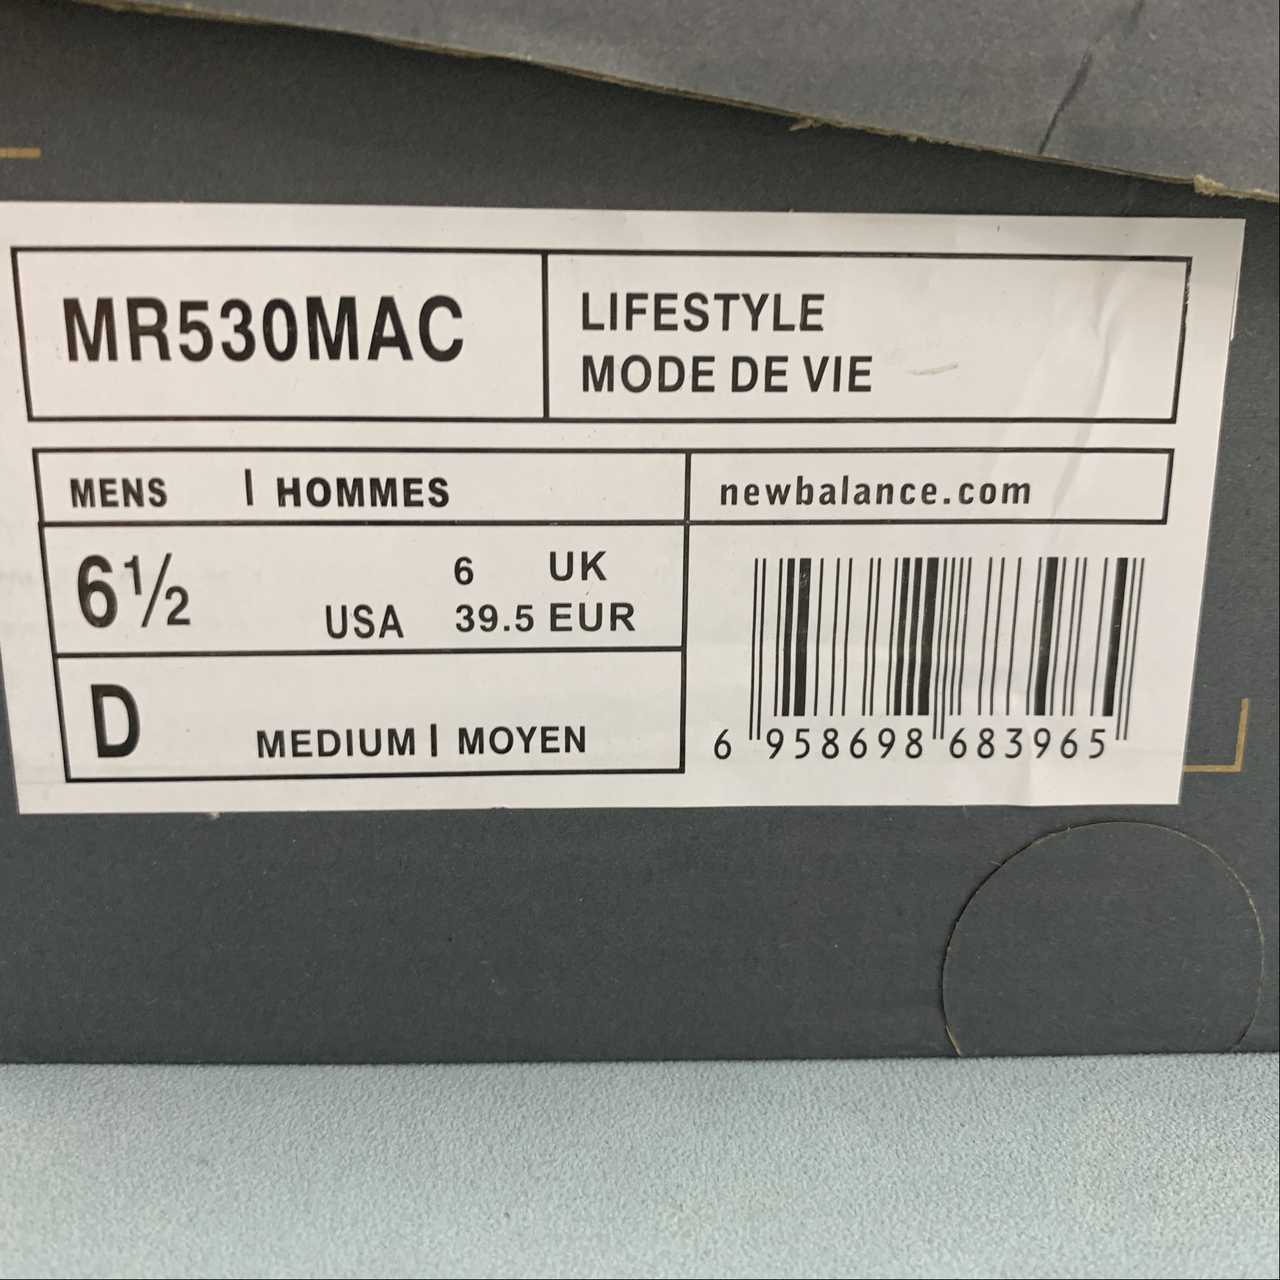 MR530MAC
LIFESTYLE
MODE DE VIE
MENS | HOMMES
newbalance.com
6½ USA
6 UK
39.5 EUR
D MEDIUM | MOYEN
6 958698 683965